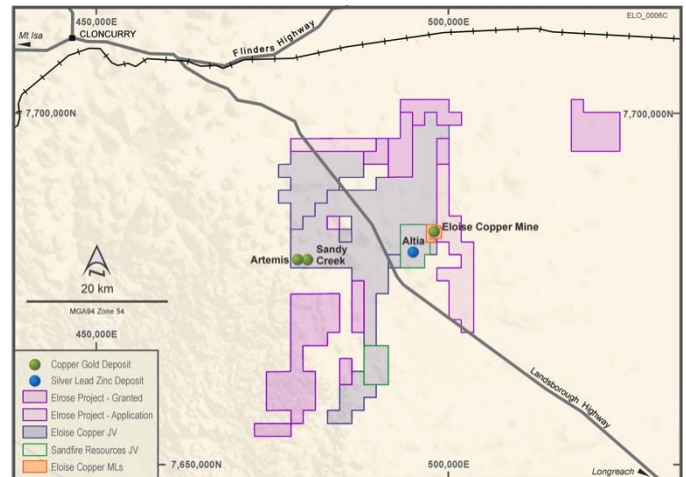 450,000E
500,000E
ELO_0006C
Mt Isa
CLONCURRY
Flinders Highway
7,700,000N
7,700,000N
Eloise Copper Mine
Altia
Artemis
Sandy
Creek
20 km
MGA94 Zone 54
450,000E
Copper Gold Deposit
Silver Lead Zinc Deposit
Elrose Project - Granted
Elrose Project - Application
Eloise Copper JV
Sandfire Resources JV
Eloise Copper MLs
Landsborough Highway
7,650,000N
500,000E
Longreach